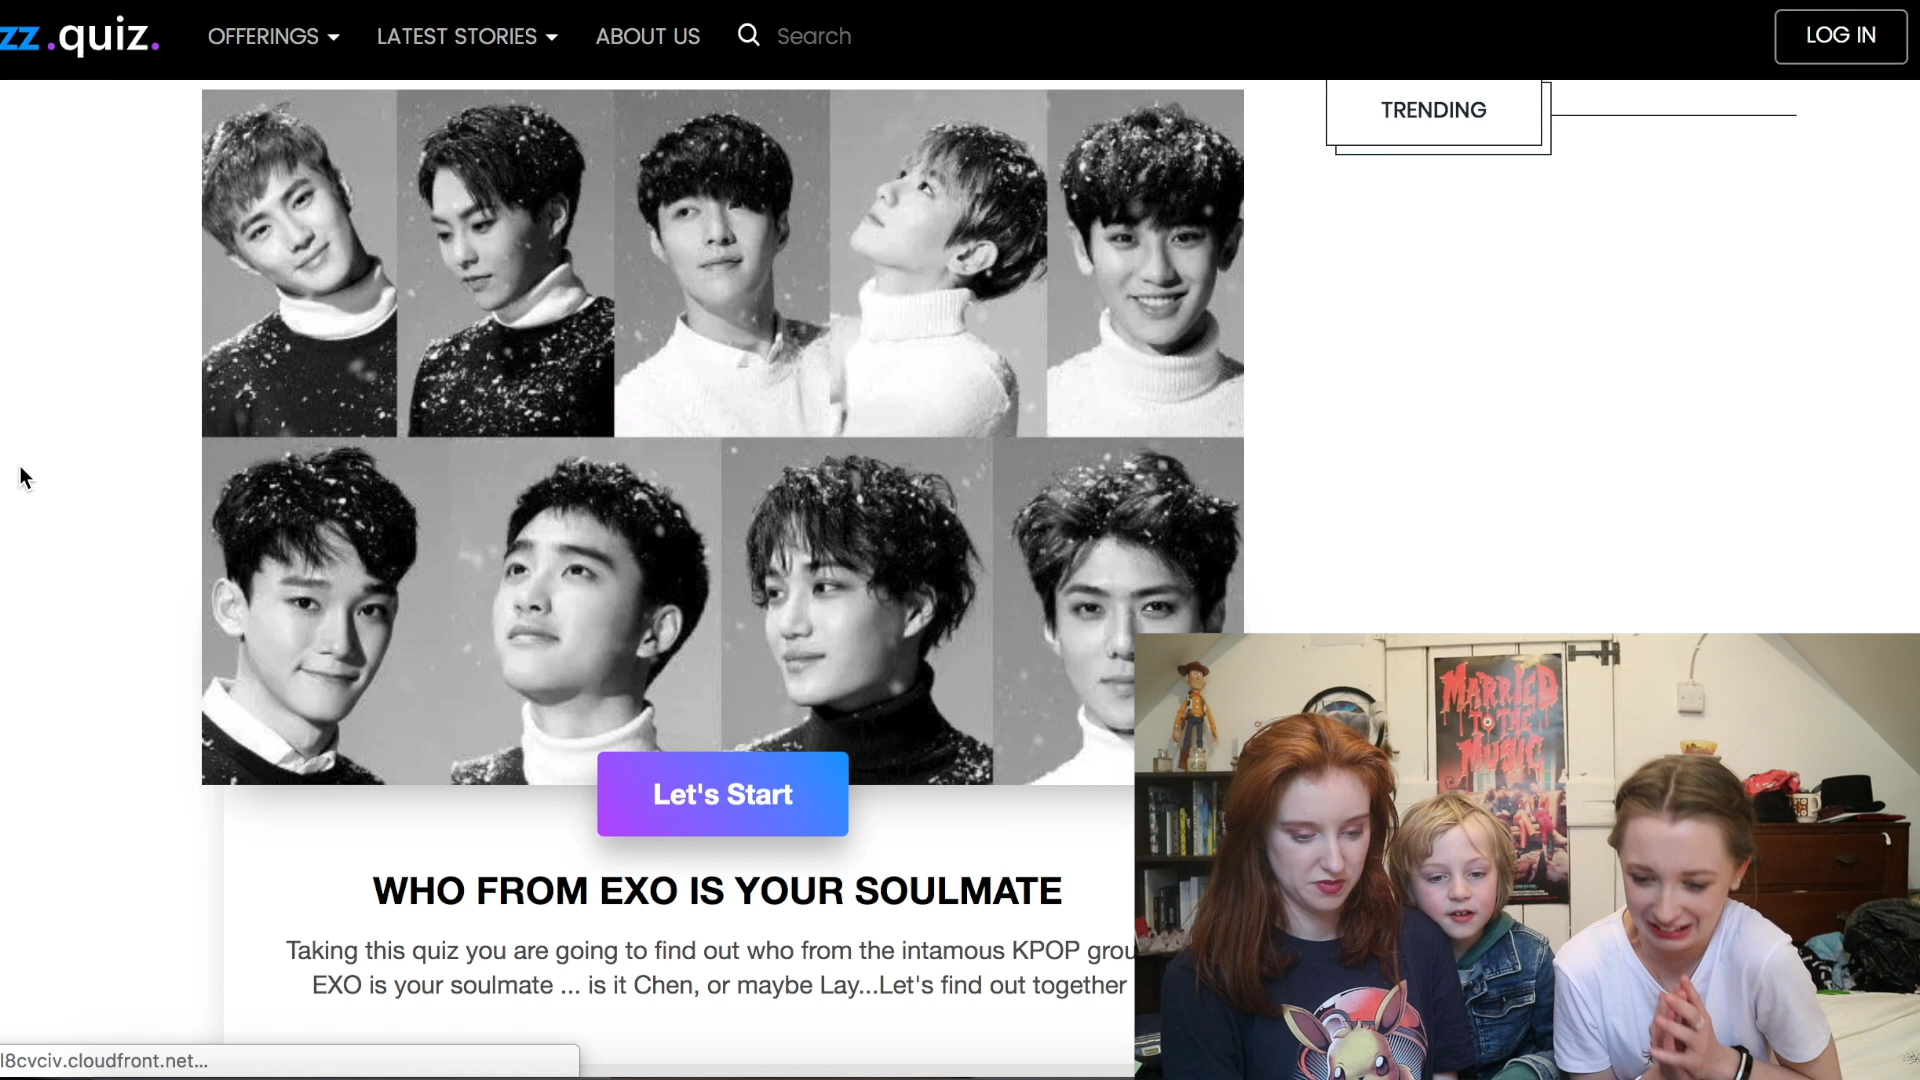 zz .quiz.
OFFERINGS
LATEST STORIES
ABOUT US
Search
LOG IN
TRENDING
Let's Start
WHO FROM EXO IS YOUR SOULMATE
Taking this quiz you are going to find out who from the intamous KPOP grou
EXO is your soulmate ... is it Chen, or maybe Lay...Let's find out together
l8cvciv.cloudfront.net...
MARRIED
TO THE
MUSIC